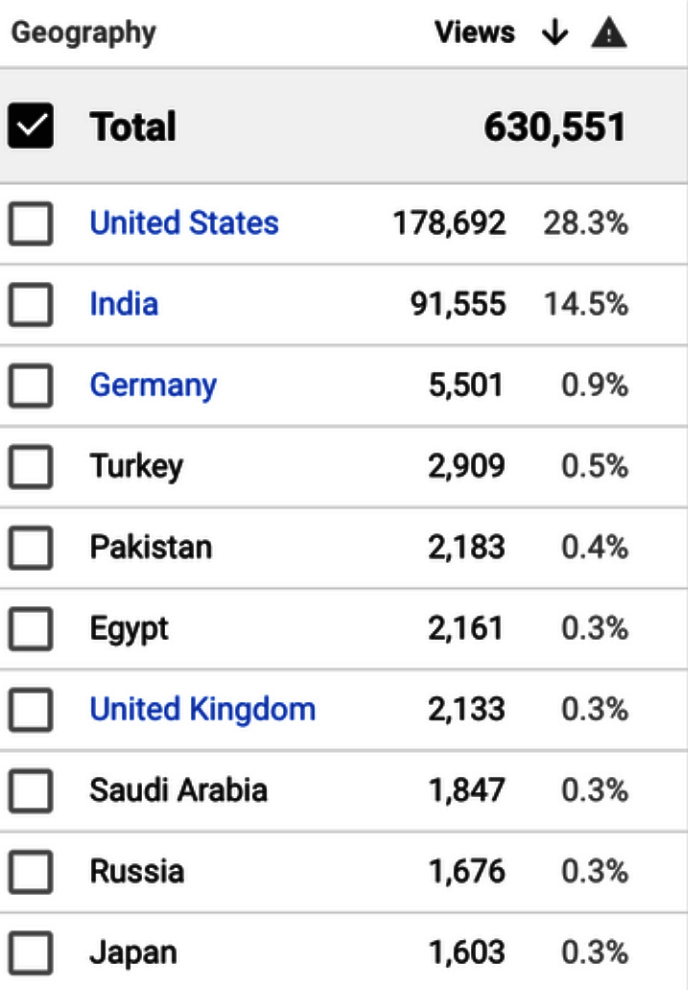 Geography Views
Total 630,551
United States 178,692 28.3%
India 91,555 14.5%
Germany 5,501 0.9%
Turkey 2,909 0.5%
Pakistan 2,183 0.4%
Egypt 2,161 0.3%
United Kingdom 2,133 0.3%
Saudi Arabia 1,847 0.3%
Russia 1,676 0.3%
Japan 1,603 0.3%